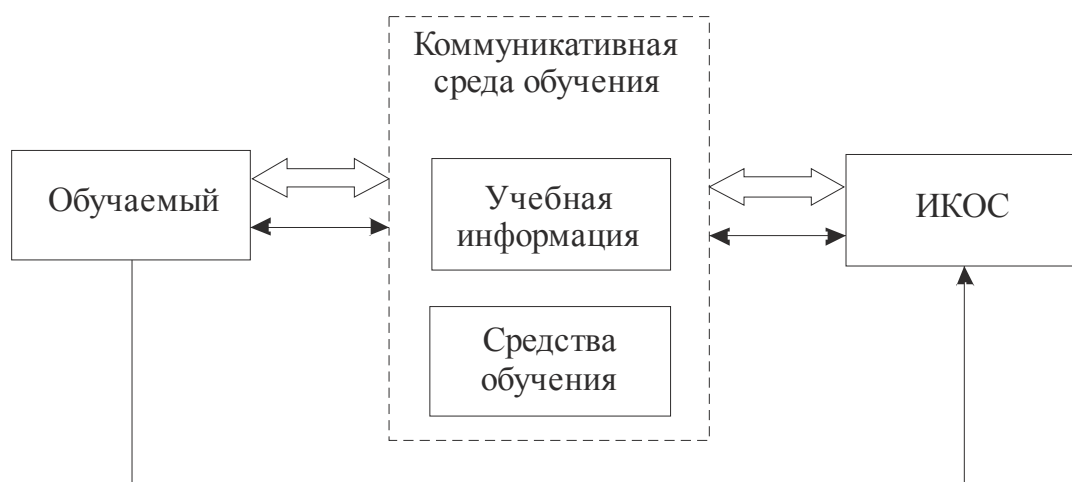 Коммуникативная
среда обучения
Обучаемый
Учебная
информация
ИКОС
Средства
обучения